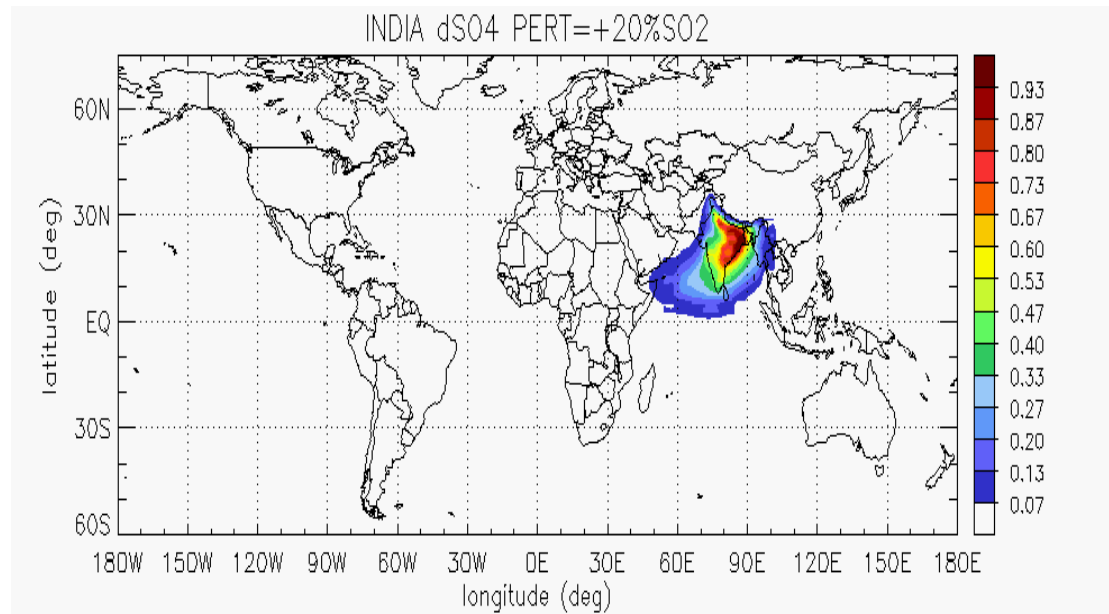 INDIA dSO4 PERT=+20%SO2
latitude (deg)
60N
30N
EQ
30S
60S
180W 150W 120W 90W 60W 30W 0E 30E 60E 90E 120E 150E 180E
longitude (deg)
0.93
0.87
0.80
0.73
0.67
0.60
0.53
0.47
0.40
0.33
0.27
0.20
0.13
0.07